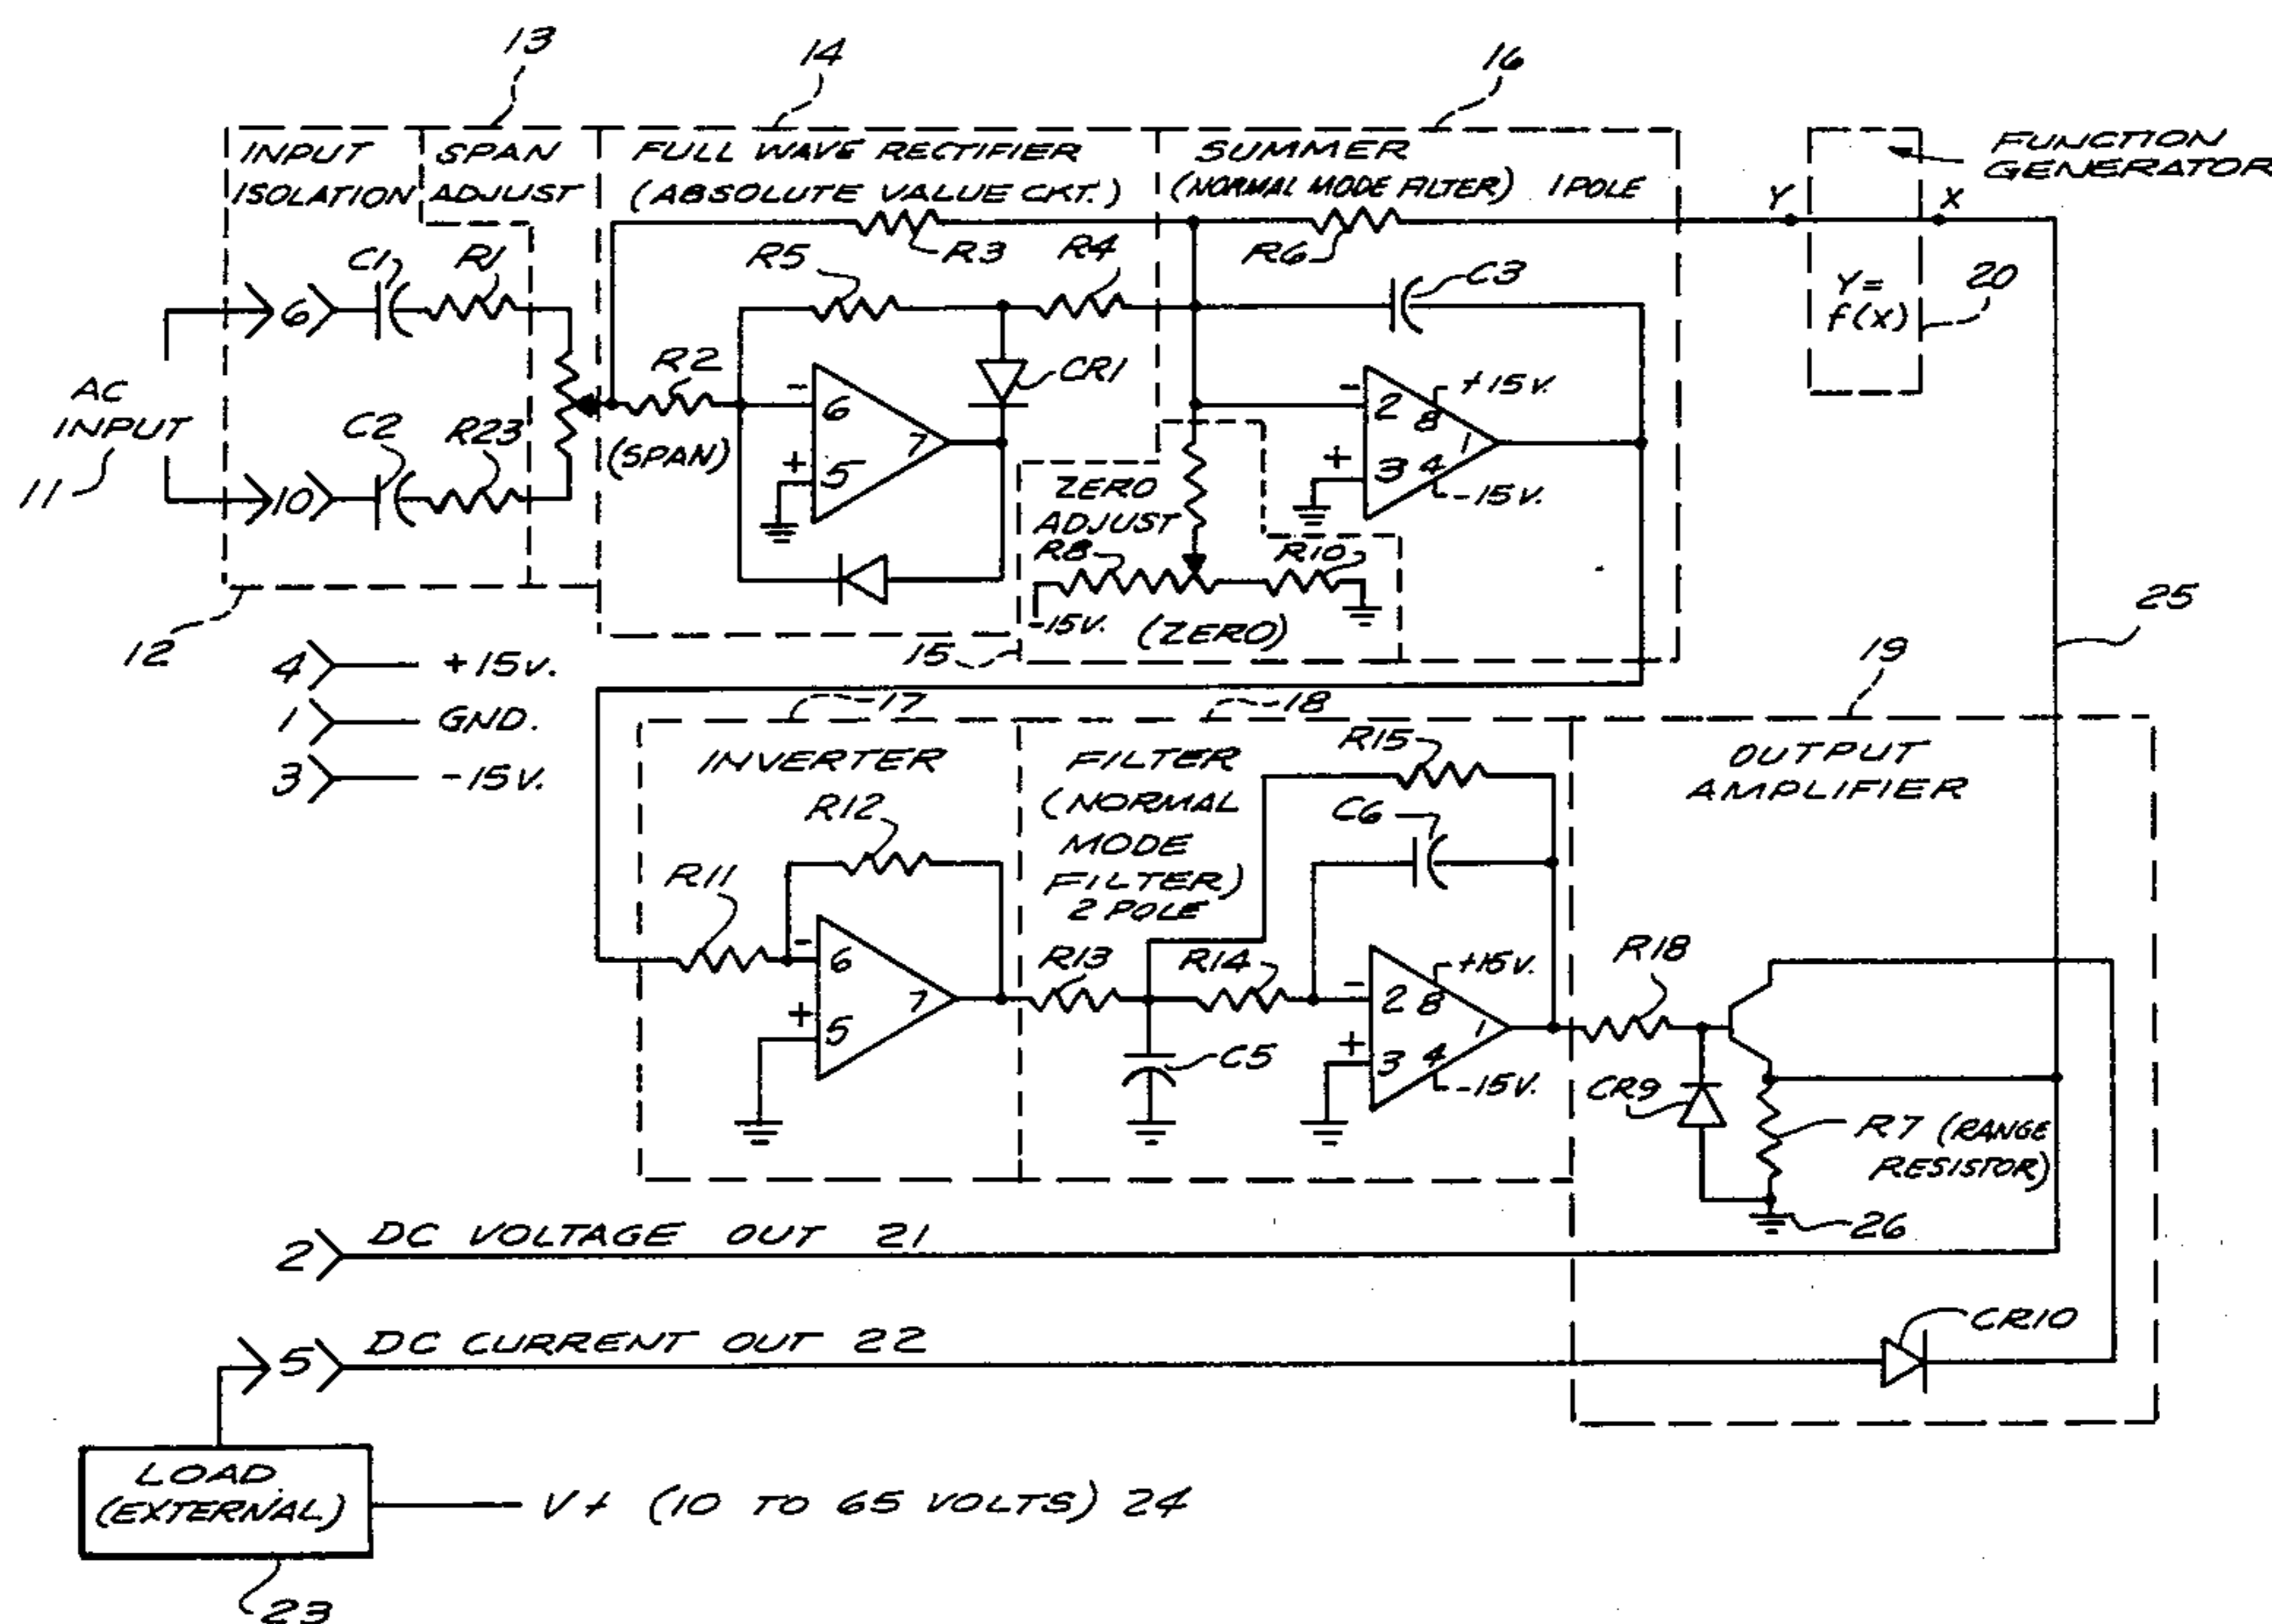 13
14
16
INPUT
ISOLATION
SPAN
ADJUST
FULL WAVE RECTIFIER
(ABSOLUTE VALUE CKT.)
SUMMER
(NORMAL MODE FILTER) 1 POLE
FUNCTION
GENERATOR
Y
X
R3
R6
C1
R1
R5
R4
C3
Y=
f(x)
20
6
AC
INPUT
11
R2
CR1
(SPAN)
- 6
+ 5
7
- 2
+ 3
8
4
1
+15V.
-15V.
C2
R23
10
ZERO
ADJUST
R8
R10
-15V.
(ZERO)
15
12
25
4 +15V.
1 GND.
3 -15V.
17
18
19
INVERTER
FILTER
(NORMAL
MODE
FILTER)
2 POLE
R15
OUTPUT
AMPLIFIER
R12
C6
R11
- 6
+ 5
7
R13
R14
- 2
+ 3
8
4
1
+15V.
-15V.
R18
C5
CR9
R7 (RANGE
RESISTOR)
26
2 DC VOLTAGE OUT 21
5 DC CURRENT OUT 22
CR10
LOAD
(EXTERNAL)
V+ (10 TO 65 VOLTS) 24
23